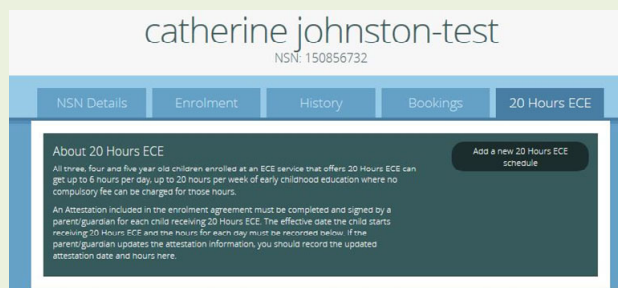 catherine johnston-test
NSN: 150856732
NSN Details Enrolment History Bookings 20 Hours ECE
About 20 Hours ECE
Add a new 20 Hours ECE
schedule
All three, four and five year old children enrolled at an ECE service that offers 20 Hours ECE can
get up to 6 hours per day, up to 20 hours per week of early childhood education where no
compulsory fee can be charged for those hours.
An Attestation included in the enrolment agreement must be completed and signed by a
parent/guardian for each child receiving 20 Hours ECE. The effective date the child starts
receiving 20 Hours ECE and the hours for each day must be recorded below. If the
parent/guardian updates the attestation information, you should record the updated
attestation date and hours here.